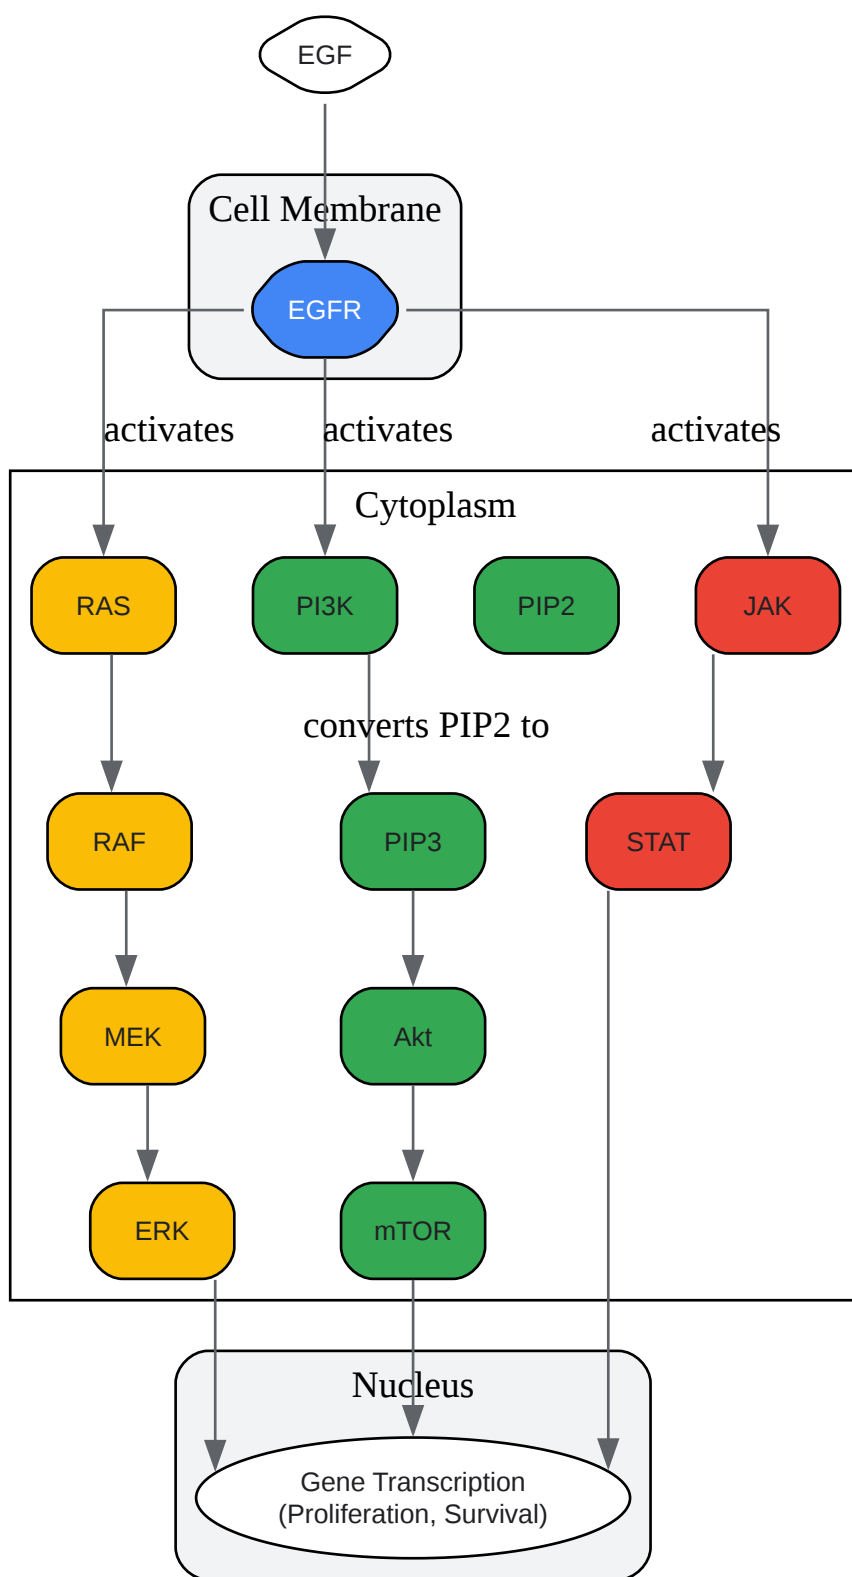 EGF
Cell Membrane
EGFR
activates
activates
activates
Cytoplasm
RAS
PI3K
PIP2
JAK
converts PIP2 to
RAF
PIP3
STAT
MEK
Akt
ERK
mTOR
Nucleus
Gene Transcription
(Proliferation, Survival)